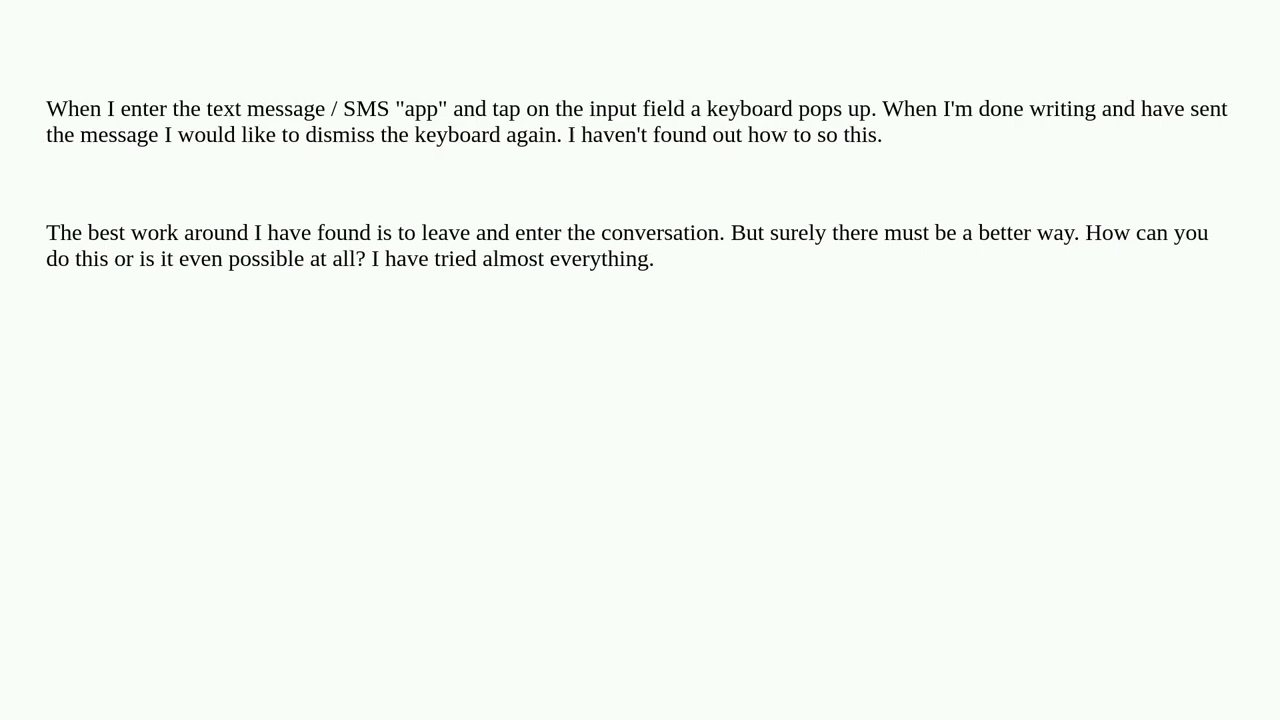 When I enter the text message / SMS "app" and tap on the input field a keyboard pops up. When I'm done writing and have sent
the message I would like to dismiss the keyboard again. I haven't found out how to so this.
The best work around I have found is to leave and enter the conversation. But surely there must be a better way. How can you
do this or is it even possible at all? I have tried almost everything.